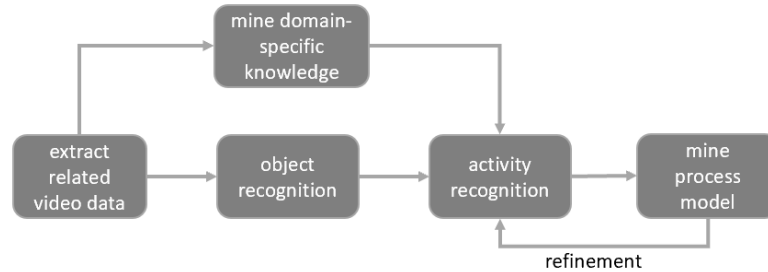 mine domain-
specific
knowledge
extract
related
video data
object
recognition
activity
recognition
mine
process
model
refinement